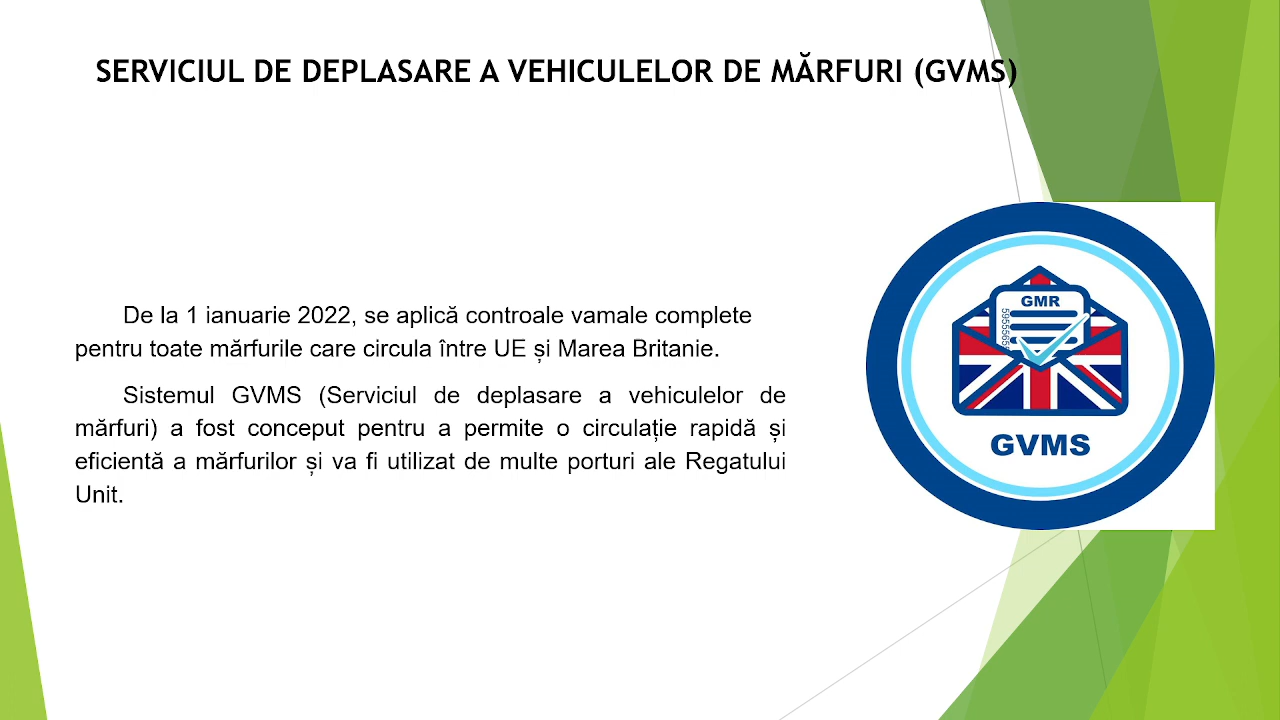 SERVICIUL DE DEPLASARE A VEHICULELOR DE MĂRFURI (GVMS)
De la 1 ianuarie 2022, se aplică controale vamale complete
pentru toate mărfurile care circula între UE și Marea Britanie.
Sistemul GVMS (Serviciul de deplasare a vehiculelor de
mărfuri) a fost conceput pentru a permite o circulație rapidă și
eficientă a mărfurilor și va fi utilizat de multe porturi ale Regatului
Unit.
GMR
GVMS